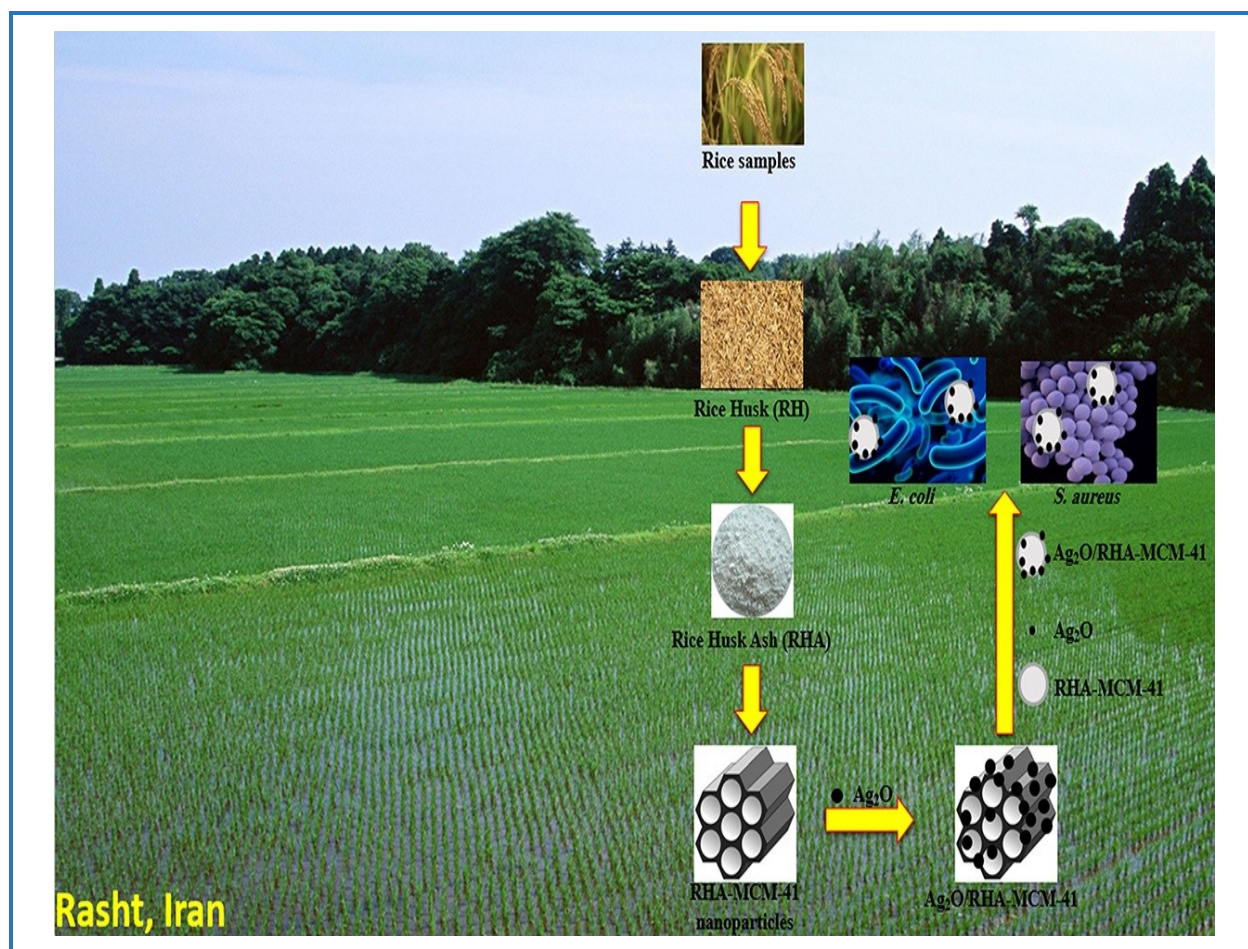 Rice samples
Rice Husk (RH)
E. coli
S. aureus
Ag₂O/RHA-MCM-41
Ag₂O
RHA-MCM-41
Rice Husk Ash (RHA)
Ag₂O
RHA-MCM-41
nanoparticles
Ag₂O/RHA-MCM-41
Rasht, Iran